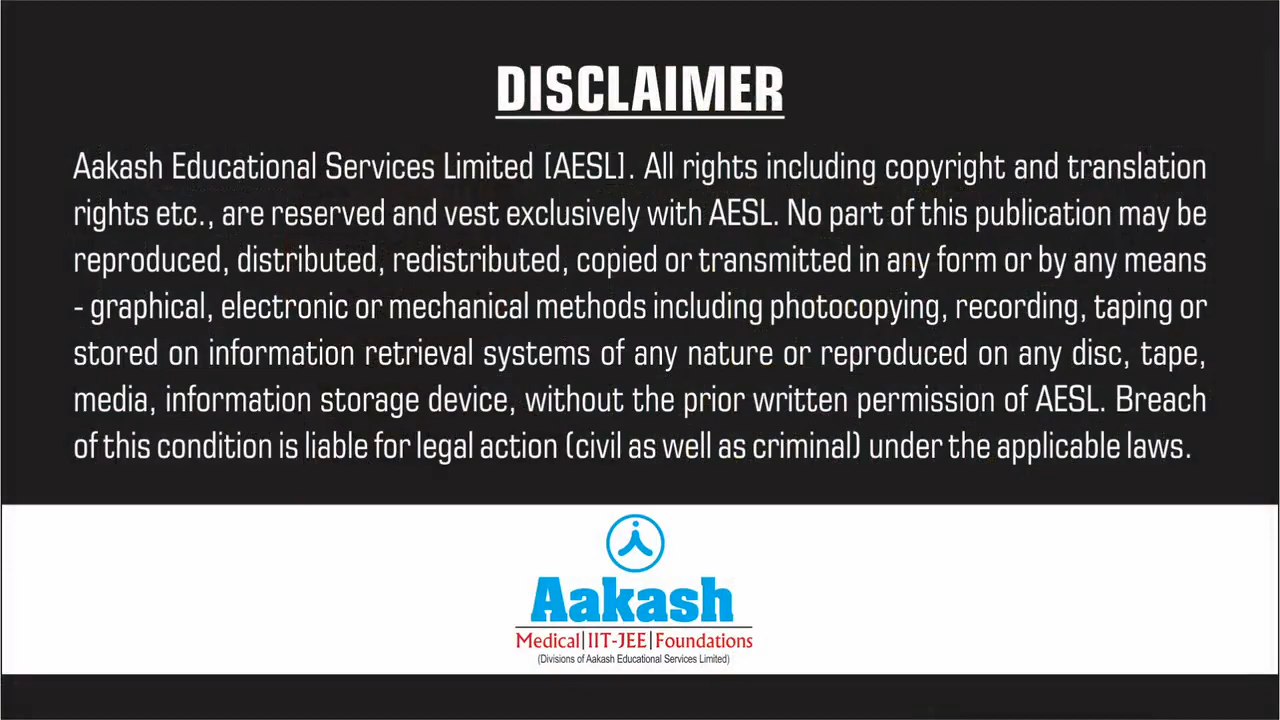 DISCLAIMER
Aakash Educational Services Limited [AESL]. All rights including copyright and translation
rights etc., are reserved and vest exclusively with AESL. No part of this publication may be
reproduced, distributed, redistributed, copied or transmitted in any form or by any means
- graphical, electronic or mechanical methods including photocopying, recording, taping or
stored on information retrieval systems of any nature or reproduced on any disc, tape,
media, information storage device, without the prior written permission of AESL. Breach
of this condition is liable for legal action (civil as well as criminal) under the applicable laws.
Aakash
Medical|IIT-JEE|Foundations
(Divisions of Aakash Educational Services Limited)